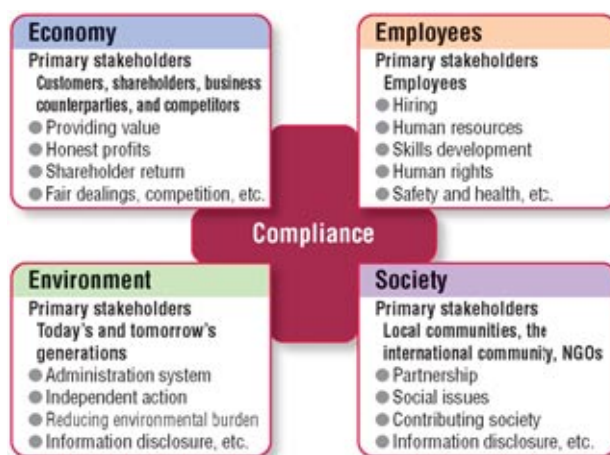 Economy
Primary stakeholders
Customers, shareholders, business
counterparties, and competitors
Providing value
Honest profits
Shareholder return
Fair dealings, competition, etc.
Employees
Primary stakeholders
Employees
Hiring
Human resources
Skills development
Human rights
Safety and health, etc.
Compliance
Environment
Primary stakeholders
Today's and tomorrow's
generations
Administration system
Independent action
Reducing environmental burden
Information disclosure, etc.
Society
Primary stakeholders
Local communities, the
international community, NGOs
Partnership
Social issues
Contributing society
Information disclosure, etc.